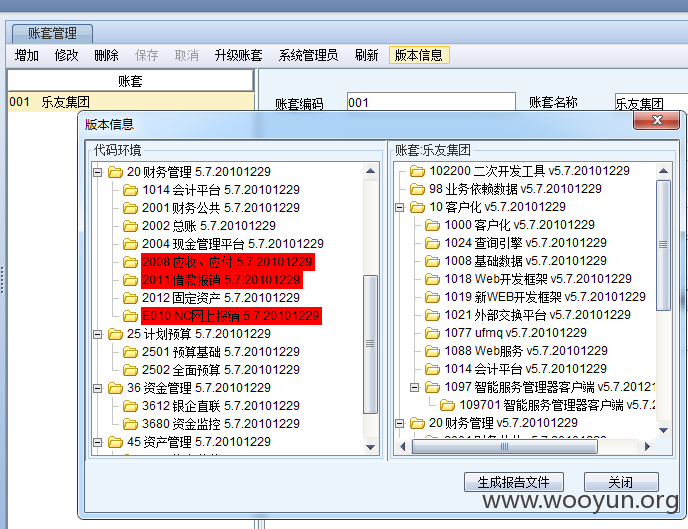 账套管理
增加 修改 删除 保存 取消 升级账套 系统管理员 刷新 版本信息
账套
001 乐友集团
账套编码 001 账套名称 乐友集团
版本信息
代码环境
20 财务管理 5.7.20101229
1014 会计平台 5.7.20101229
2001 财务公共 5.7.20101229
2002 总账 5.7.20101229
2004 现金管理平台 5.7.20101229
2008 应收、应付 5.7.20101229
2011 借款报销 5.7.20101229
2012 固定资产 5.7.20101229
E010 NC网上报销 5.7.20101229
25 计划预算 5.7.20101229
2501 预算基础 5.7.20101229
2502 全面预算 5.7.20101229
36 资金管理 5.7.20101229
3612 银企直联 5.7.20101229
3680 资金监控 5.7.20101229
45 资产管理 5.7.20101229
账套:乐友集团
102200 二次开发工具 v5.7.20101229
98 业务依赖数据 v5.7.20101229
10 客户化 v5.7.20101229
1000 客户化 v5.7.20101229
1024 查询引擎 v5.7.20101229
1008 基础数据 v5.7.20101229
1018 Web开发框架 v5.7.20101229
1019 新WEB开发框架 v5.7.20101229
1021 外部交换平台 v5.7.20101229
1077 ufmq v5.7.20101229
1088 Web服务 v5.7.20101229
1014 会计平台 v5.7.20101229
1097 智能服务管理器客户端 v5.7.20121
109701 智能服务管理器客户端 v5.7.2
20 财务管理 v5.7.20101229
生成报告文件 关闭
www.wooyun.org